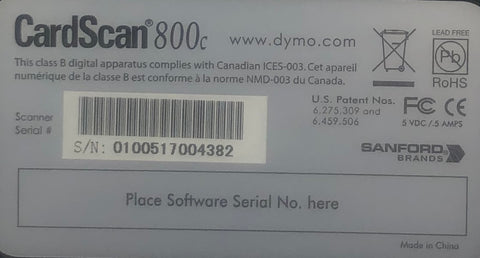 CardScan® 800c www.dymo.com
LEAD FREE
Pb
RoHS
This class B digital apparatus complies with Canadian ICES-003. Cet apareil
numérique de la classe B est conforme à la norme NMD-003 du Canada.
U.S. Patent Nos.
6,275,309 and
6,459,506
FC CE
5 VDC / .5 AMPS
Scanner
Serial #
S/N: 0100517004382
SANFORD
BRANDS
Place Software Serial No. here
Made in China